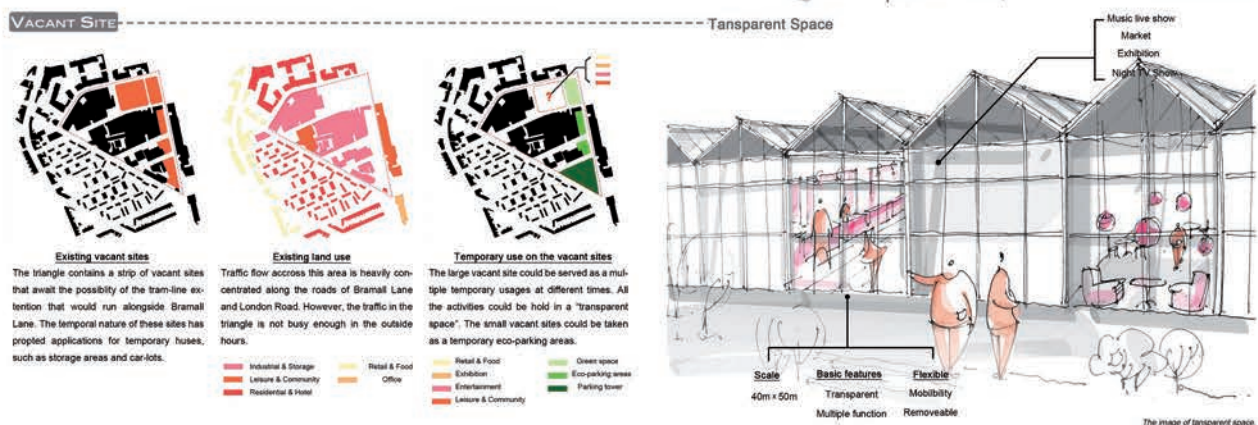 VACANT SITE
Tansparent Space
Existing vacant sites
The triangle contains a strip of vacant sites
that await the possiblity of the tram-line ex-
tention that would run alongside Bramall
Lane. The temporal nature of these sites has
propted applications for temporary huses,
such as storage areas and car-lots.
Existing land use
Traffic flow accross this area is heavily con-
centrated along the roads of Bramall Lane
and London Road. However, the traffic in the
triangle is not busy enough in the outside
hours.
Industrial & Storage
Leisure & Community
Residential & Hotel
Retail & Food
Office
Temporary use on the vacant sites
The large vacant site could be served as a mul-
tiple temporary usages at different times. All
the activities could be hold in a "transparent
space". The small vacant sites could be taken
as a temporary eco-parking areas.
Retail & Food
Exhibition
Entertainment
Leisure & Community
Green space
Eco-parking areas
Parking tower
Music live show
Market
Exhibition
Night TV Show
Scale
40m x 50m
Basic features
Transparent
Multiple function
Flexible
Mobilbility
Removeable
The image of tansparent space